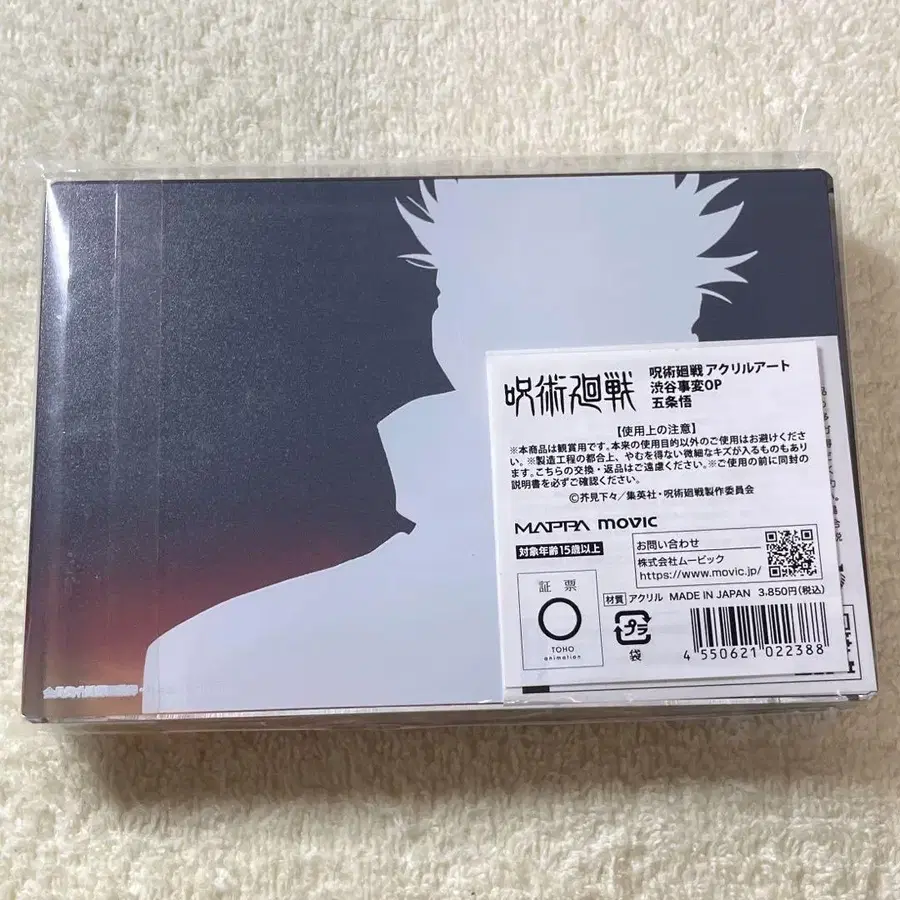 呪術廻戦
呪術廻戦 アクリルアート
渋谷事変OP
五条悟
【使用上の注意】
※本商品は観賞用です。本来の使用目的以外のご使用はお避けくださ
い。※製造工程の都合上、やむを得ない微細なキズが入るものもあり
ます。こちらの交換・返品はご遠慮ください。※ご使用の前に同封の
説明書を必ずご確認ください。
©芥見下々／集英社・呪術廻戦製作委員会
MAPPA movic
対象年齢15歳以上
お問い合わせ
株式会社ムービック
https://www.movic.jp/
証票
TOHO
animation
材質 アクリル MADE IN JAPAN 3,850円(税込)
プラ
袋
4 550621 022388